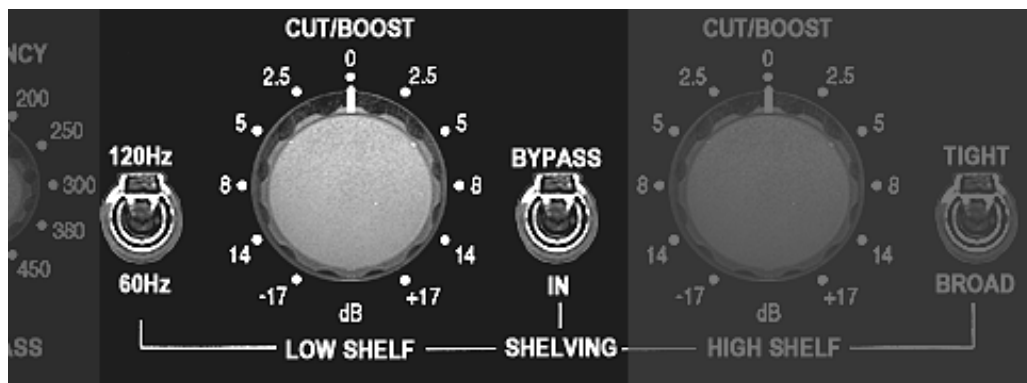 CUT/BOOST
CUT/BOOST
NCY
0
0
2.5
2.5
2.5
2.5
200
5
5
5
5
250
120Hz
BYPASS
TIGHT
300
8
8
8
8
380
14
14
14
14
450
60Hz
-17
+17
IN
-17
+17
BROAD
dB
dB
ASS
LOW SHELF
SHELVING
HIGH SHELF